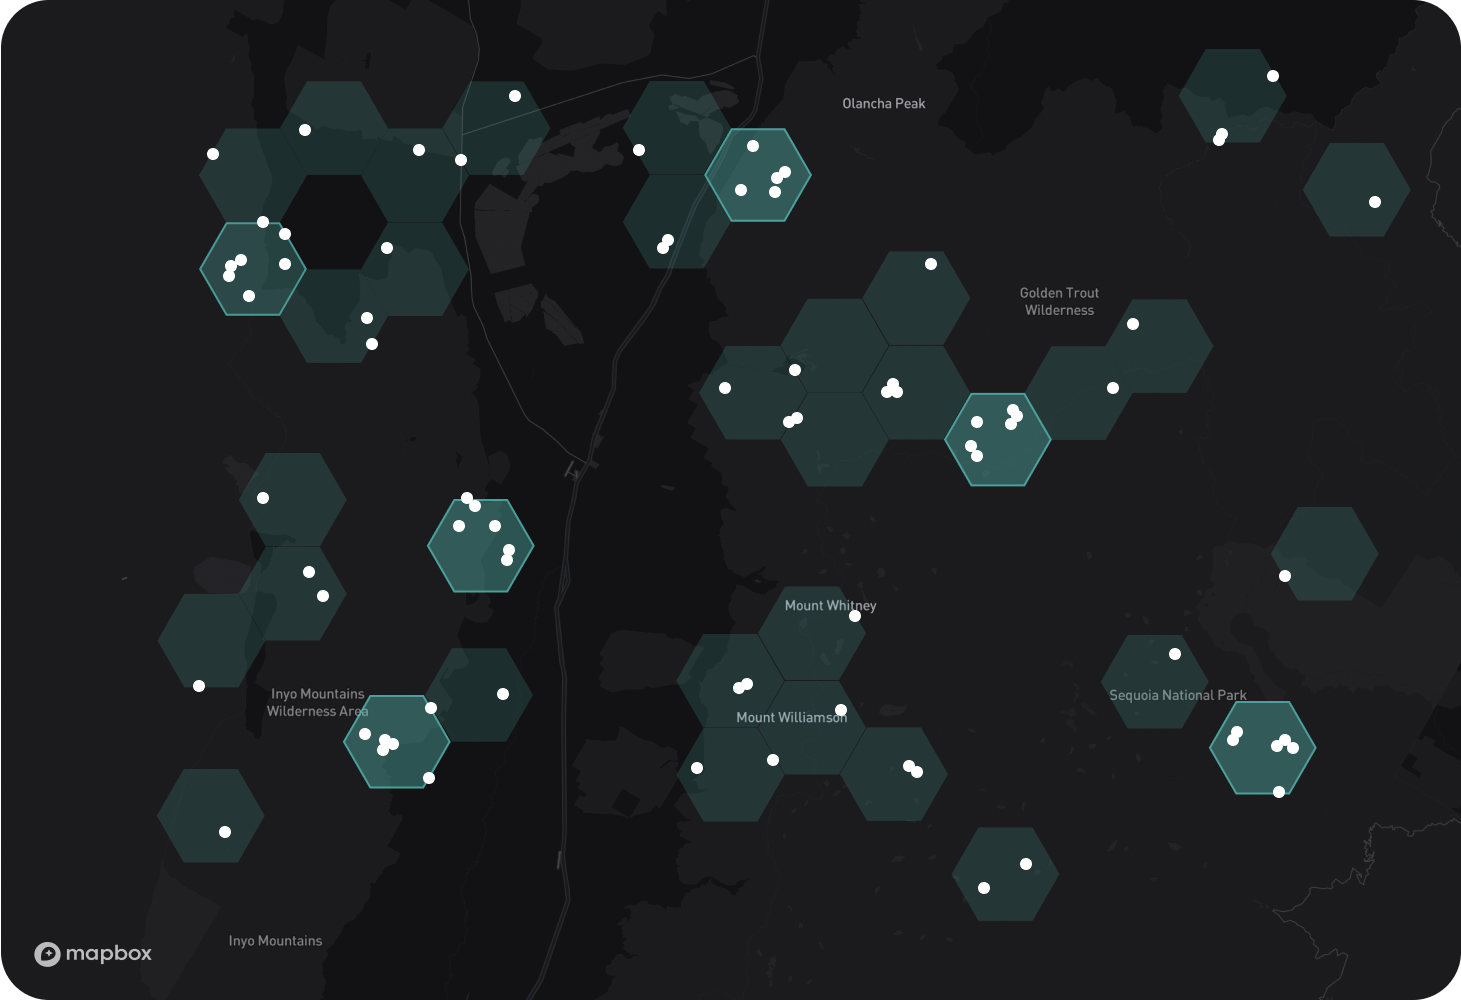 Olancha Peak
Golden Trout
Wilderness
Mount Whitney
Inyo Mountains
Wilderness Area
Sequoia National Park
Mount Williamson
Inyo Mountains
mapbox